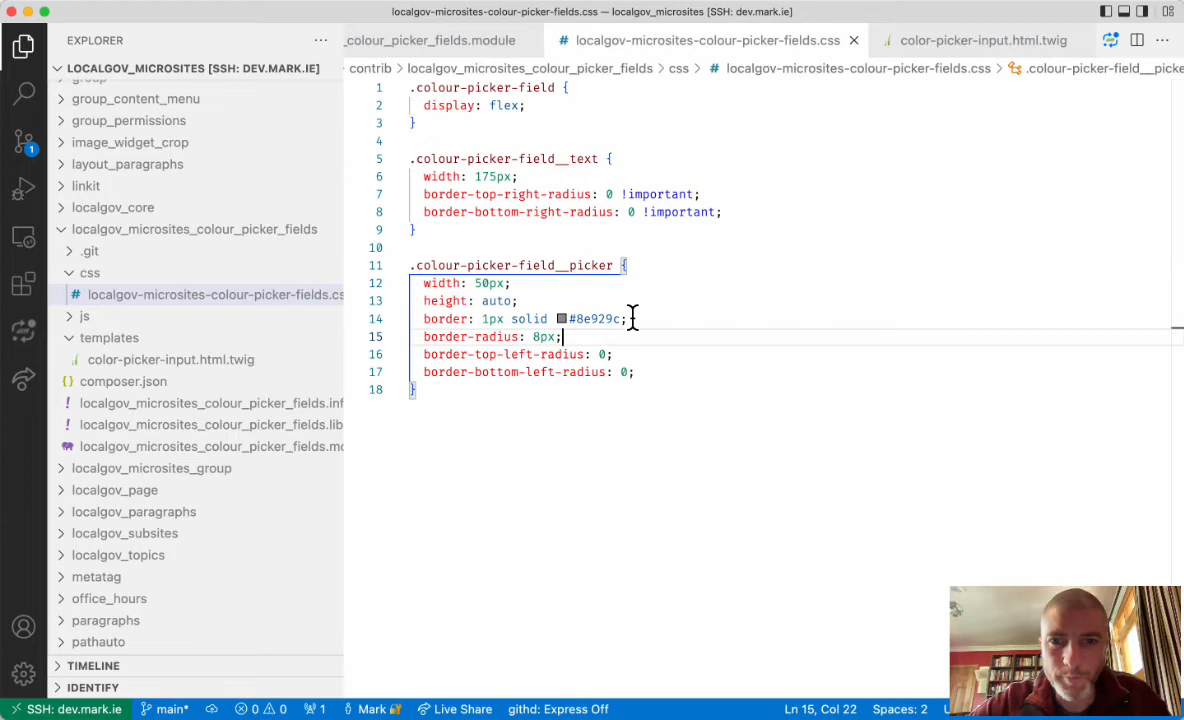 localgov-microsites-colour-picker-fields.css — localgov_microsites [SSH: dev.mark.ie]
EXPLORER
_colour_picker_fields.module
# localgov-microsites-colour-picker-fields.css
color-picker-input.html.twig
LOCALGOV_MICROSITES [SSH: DEV.MARK.IE]
contrib > localgov_microsites_colour_picker_fields > css > # localgov-microsites-colour-picker-fields.css > .colour-picker-field__picke
group
group_content_menu
group_permissions
image_widget_crop
layout_paragraphs
linkit
localgov_core
localgov_microsites_colour_picker_fields
.git
css
# localgov-microsites-colour-picker-fields.cs
js
templates
color-picker-input.html.twig
{} composer.json
! localgov_microsites_colour_picker_fields.inf
! localgov_microsites_colour_picker_fields.lib
localgov_microsites_colour_picker_fields.mo
localgov_microsites_group
localgov_page
localgov_paragraphs
localgov_subsites
localgov_topics
metatag
office_hours
paragraphs
pathauto
TIMELINE
IDENTIFY
1 .colour-picker-field {
2 display: flex;
3 }
4
5 .colour-picker-field__text {
6 width: 175px;
7 border-top-right-radius: 0 !important;
8 border-bottom-right-radius: 0 !important;
9 }
10
11 .colour-picker-field__picker {
12 width: 50px;
13 height: auto;
14 border: 1px solid #8e929c;
15 border-radius: 8px;
16 border-top-left-radius: 0;
17 border-bottom-left-radius: 0;
18 }
1
SSH: dev.mark.ie main* 0 0 1 Mark Live Share githd: Express Off Ln 15, Col 22 Spaces: 2